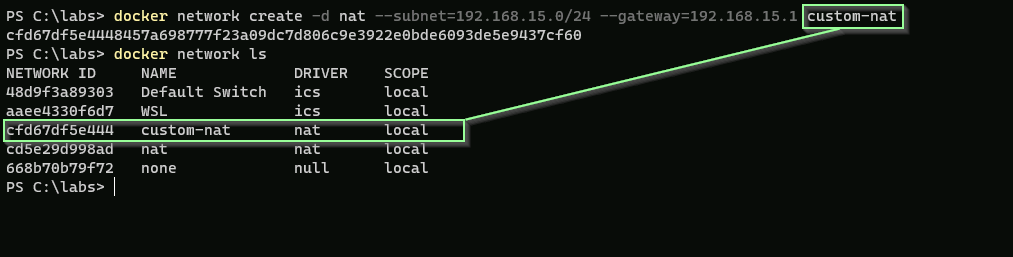 PS C:\labs> docker network create -d nat --subnet=192.168.15.0/24 --gateway=192.168.15.1 custom-nat
cfd67df5e4448457a698777f23a09dc7d806c9e3922e0bde6093de5e9437cf60
PS C:\labs> docker network ls
NETWORK ID     NAME             DRIVER    SCOPE
48d9f3a89303   Default Switch   ics       local
aaee4330f6d7   WSL              ics       local
cfd67df5e444   custom-nat       nat       local
cd5e29d998ad   nat              nat       local
668b70b79f72   none             null      local
PS C:\labs>